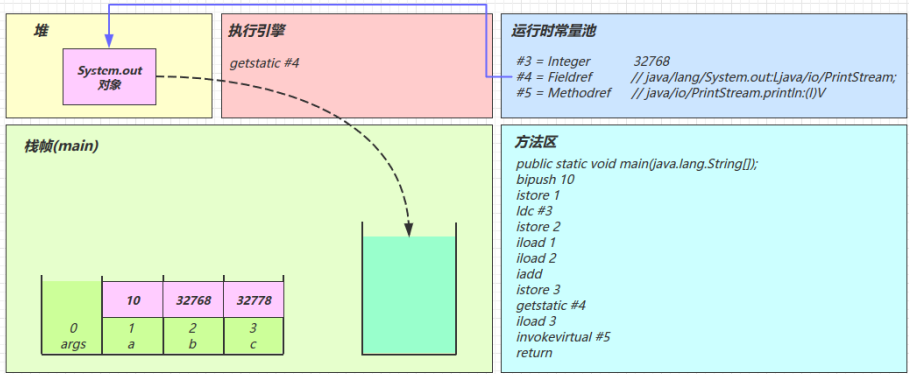 堆
System.out
对象
执行引擎
getstatic #4
运行时常量池
#3 = Integer 32768
#4 = Fieldref // java/lang/System.out:Ljava/io/PrintStream;
#5 = Methodref // java/io/PrintStream.println:(I)V
栈帧(main)
10 32768 32778
0 1 2 3
args a b c
方法区
public static void main(java.lang.String[]);
bipush 10
istore 1
ldc #3
istore 2
iload 1
iload 2
iadd
istore 3
getstatic #4
iload 3
invokevirtual #5
return